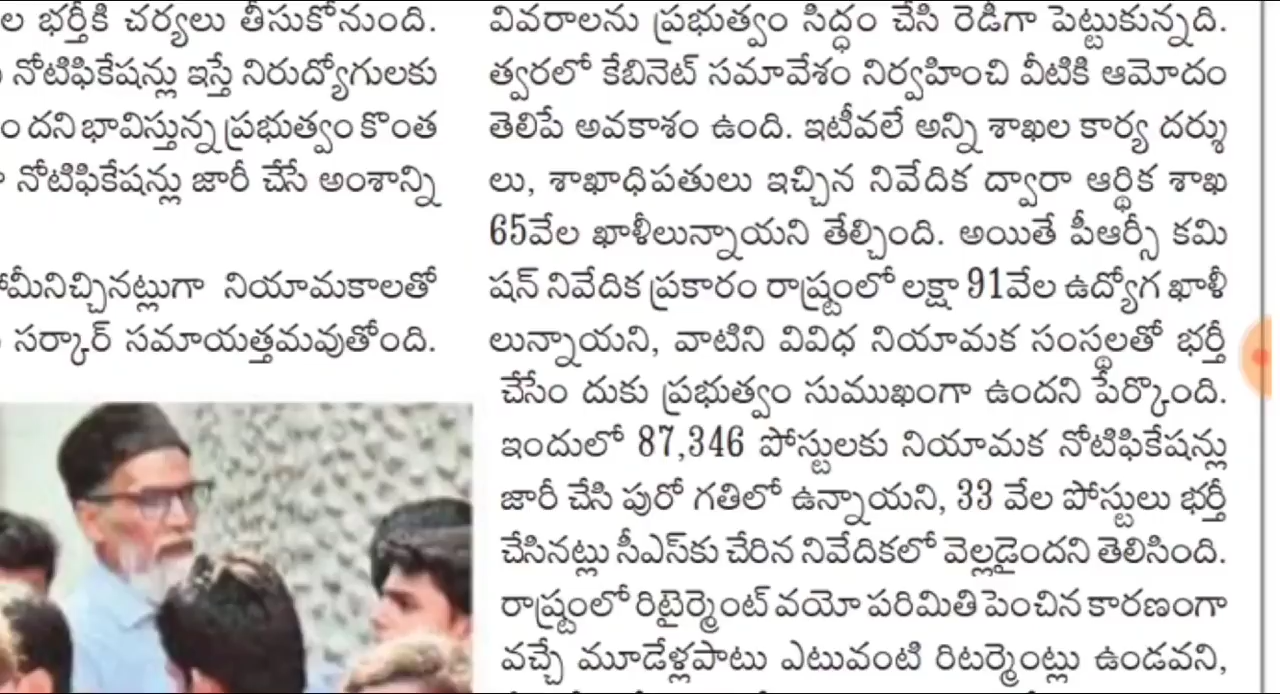 ల భర్తీకి చర్యలు తీసుకోనుంది.
నోటిఫికేషన్లు ఇస్తే నిరుద్యోగులకు
ం దని భావిస్తున్న ప్రభుత్వం కొంత
నోటిఫికేషన్లు జారీ చేసే అంశాన్ని
మీనిచ్చినట్లుగా నియామకాలతో
సర్కార్ సమాయత్తమవుతోంది.
వివరాలను ప్రభుత్వం సిద్ధం చేసి రెడీగా పెట్టుకున్నది.
త్వరలో కేబినెట్ సమావేశం నిర్వహించి వీటికి ఆమోదం
తెలిపే అవకాశం ఉంది. ఇటీవలే అన్ని శాఖల కార్య దర్శు
లు, శాఖాధిపతులు ఇచ్చిన నివేదిక ద్వారా ఆర్థిక శాఖ
65వేల ఖాళీలున్నాయని తేల్చింది. అయితే పీఆర్సీ కమి
షన్ నివేదిక ప్రకారం రాష్ట్రంలో లక్షా 91వేల ఉద్యోగ ఖాళీ
లున్నాయని, వాటిని వివిధ నియామక సంస్థలతో భర్తీ
చేసేం దుకు ప్రభుత్వం సుముఖంగా ఉందని పేర్కొంది.
ఇందులో 87,346 పోస్టులకు నియామక నోటిఫికేషన్లు
జారీ చేసి పురో గతిలో ఉన్నాయని, 33 వేల పోస్టులు భర్తీ
చేసినట్లు సీఎస్‌కు చేరిన నివేదికలో వెల్లడైందని తెలిసింది.
రాష్ట్రంలో రిటైర్మెంట్ వయో పరిమితి పెంచిన కారణంగా
వచ్చే మూడేళ్లపాటు ఎటువంటి రిటర్మెంట్లు ఉండవని,